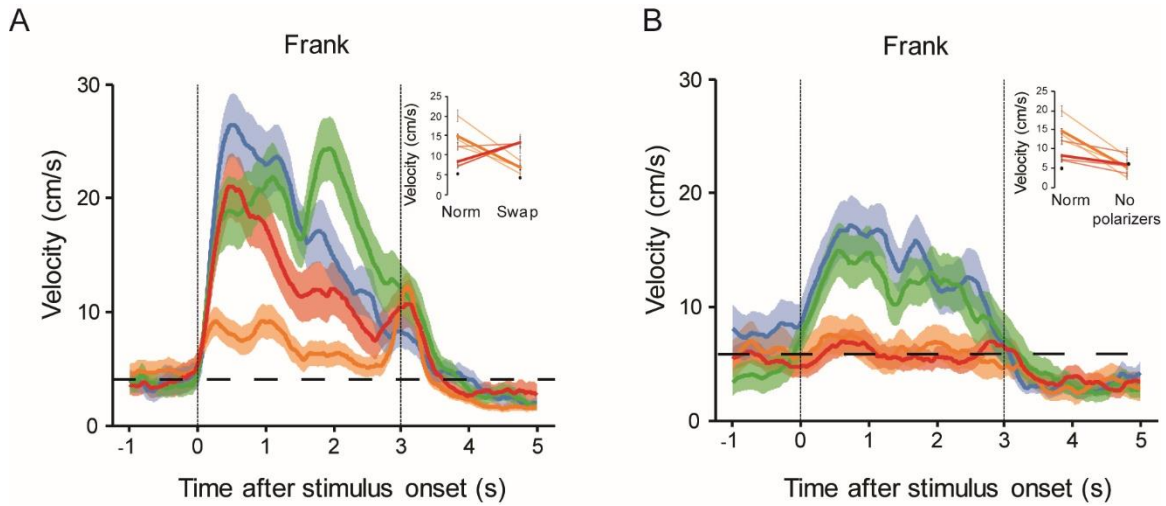 A
Frank
30
20
10
0
Velocity (cm/s)
-1 0 1 2 3 4 5
Time after stimulus onset (s)
25
20
15
10
5
0
Velocity (cm/s)
Norm Swap
B
Frank
30
20
10
0
Velocity (cm/s)
-1 0 1 2 3 4 5
Time after stimulus onset (s)
25
20
15
10
5
0
Velocity (cm/s)
Norm No
polarizers